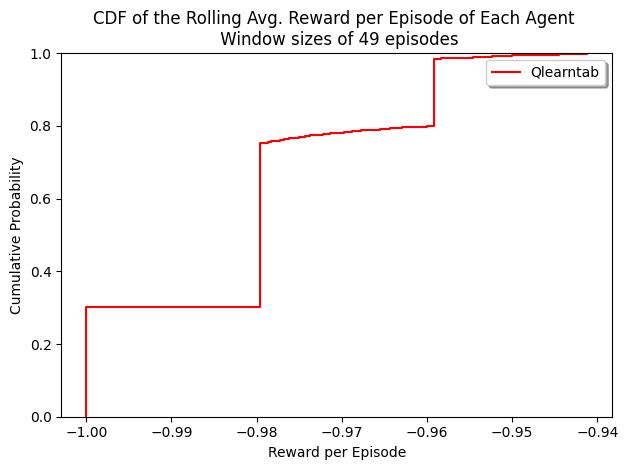 CDF of the Rolling Avg. Reward per Episode of Each Agent
Window sizes of 49 episodes
Qlearntab
Cumulative Probability
1.0
0.8
0.6
0.4
0.2
0.0
−1.00 −0.99 −0.98 −0.97 −0.96 −0.95 −0.94
Reward per Episode